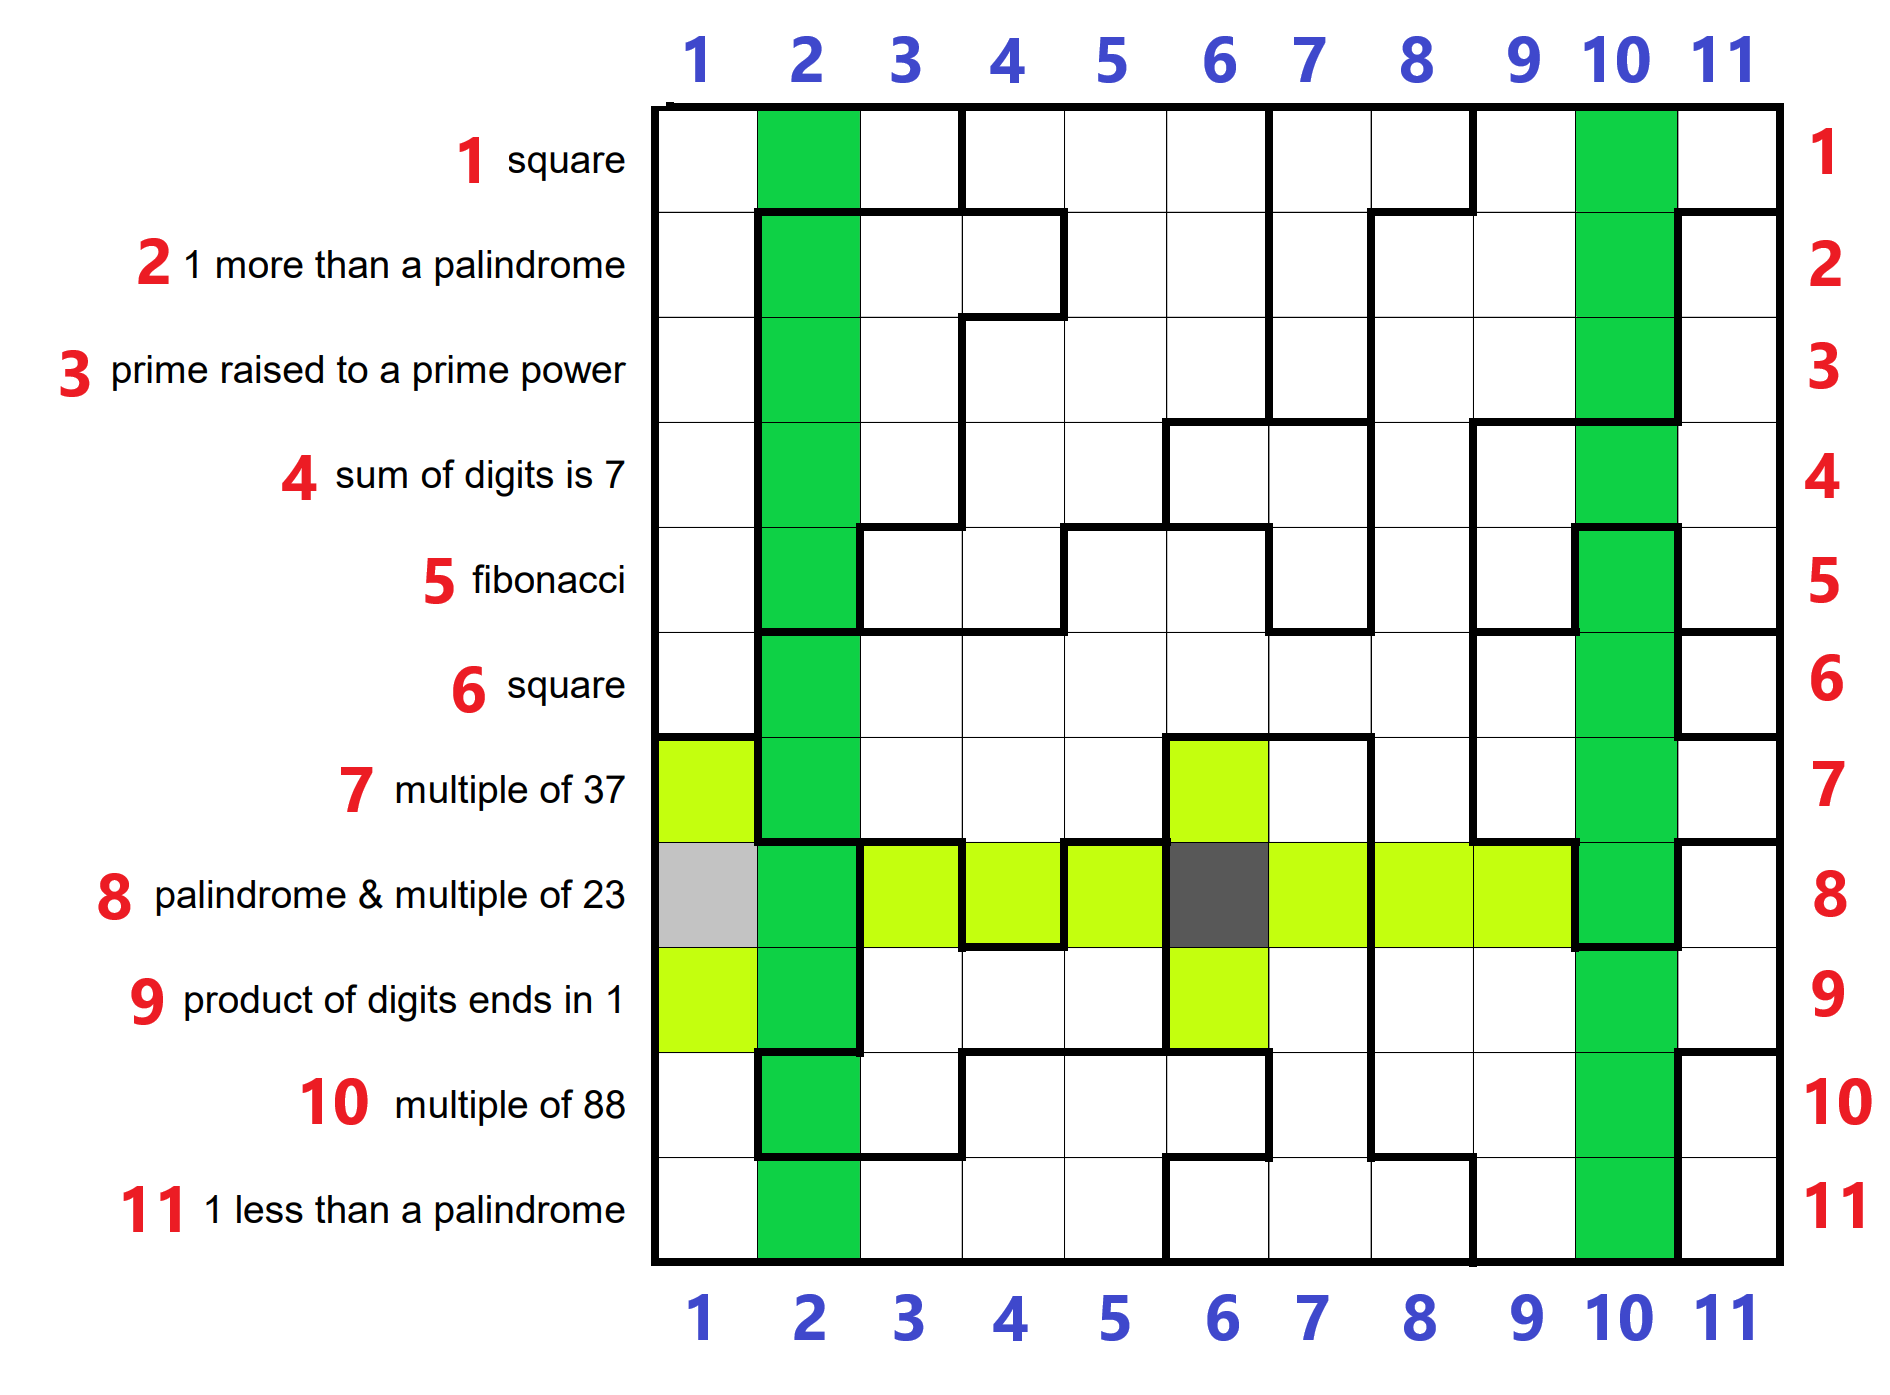 1 2 3 4 5 6 7 8 9 10 11
1 square 1
2 1 more than a palindrome 2
3 prime raised to a prime power 3
4 sum of digits is 7 4
5 fibonacci 5
6 square 6
7 multiple of 37 7
8 palindrome & multiple of 23 8
9 product of digits ends in 1 9
10 multiple of 88 10
11 1 less than a palindrome 11
1 2 3 4 5 6 7 8 9 10 11